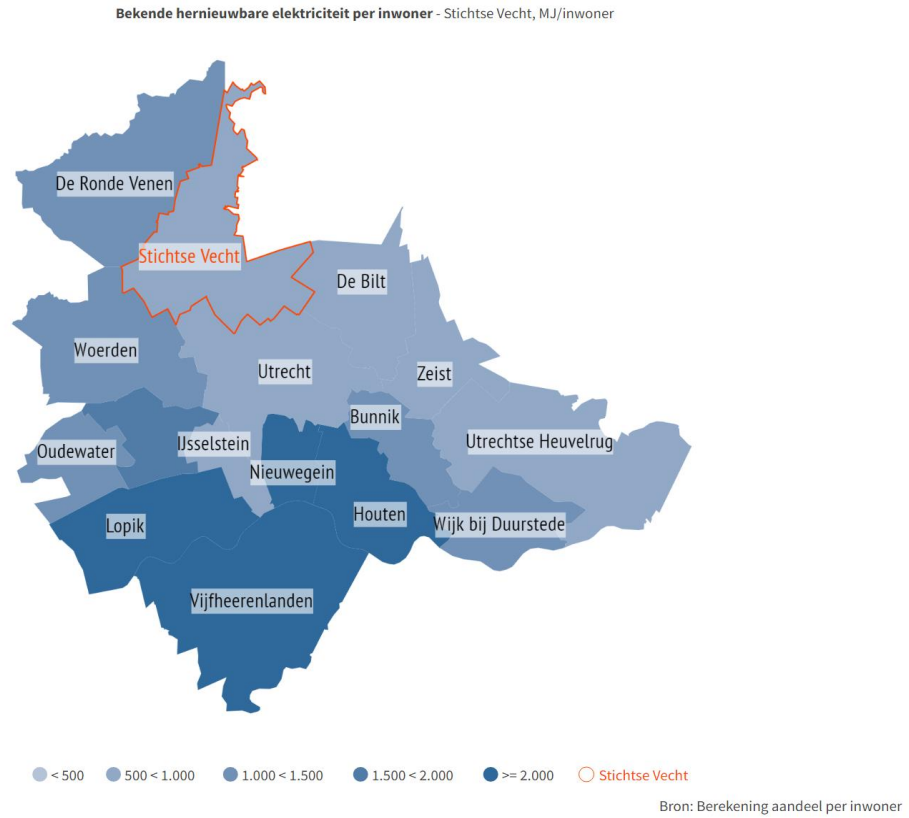 Bekende hernieuwbare elektriciteit per inwoner - Stichtse Vecht, MJ/inwoner
De Ronde Venen
Stichtse Vecht
De Bilt
Woerden
Utrecht
Zeist
Bunnik
Oudewater
IJsselstein
Utrechtse Heuvelrug
Nieuwegein
Lopik
Houten
Wijk bij Duurstede
Vijfheerenlanden
< 500 500 < 1.000 1.000 < 1.500 1.500 < 2.000 >= 2.000 Stichtse Vecht
Bron: Berekening aandeel per inwoner